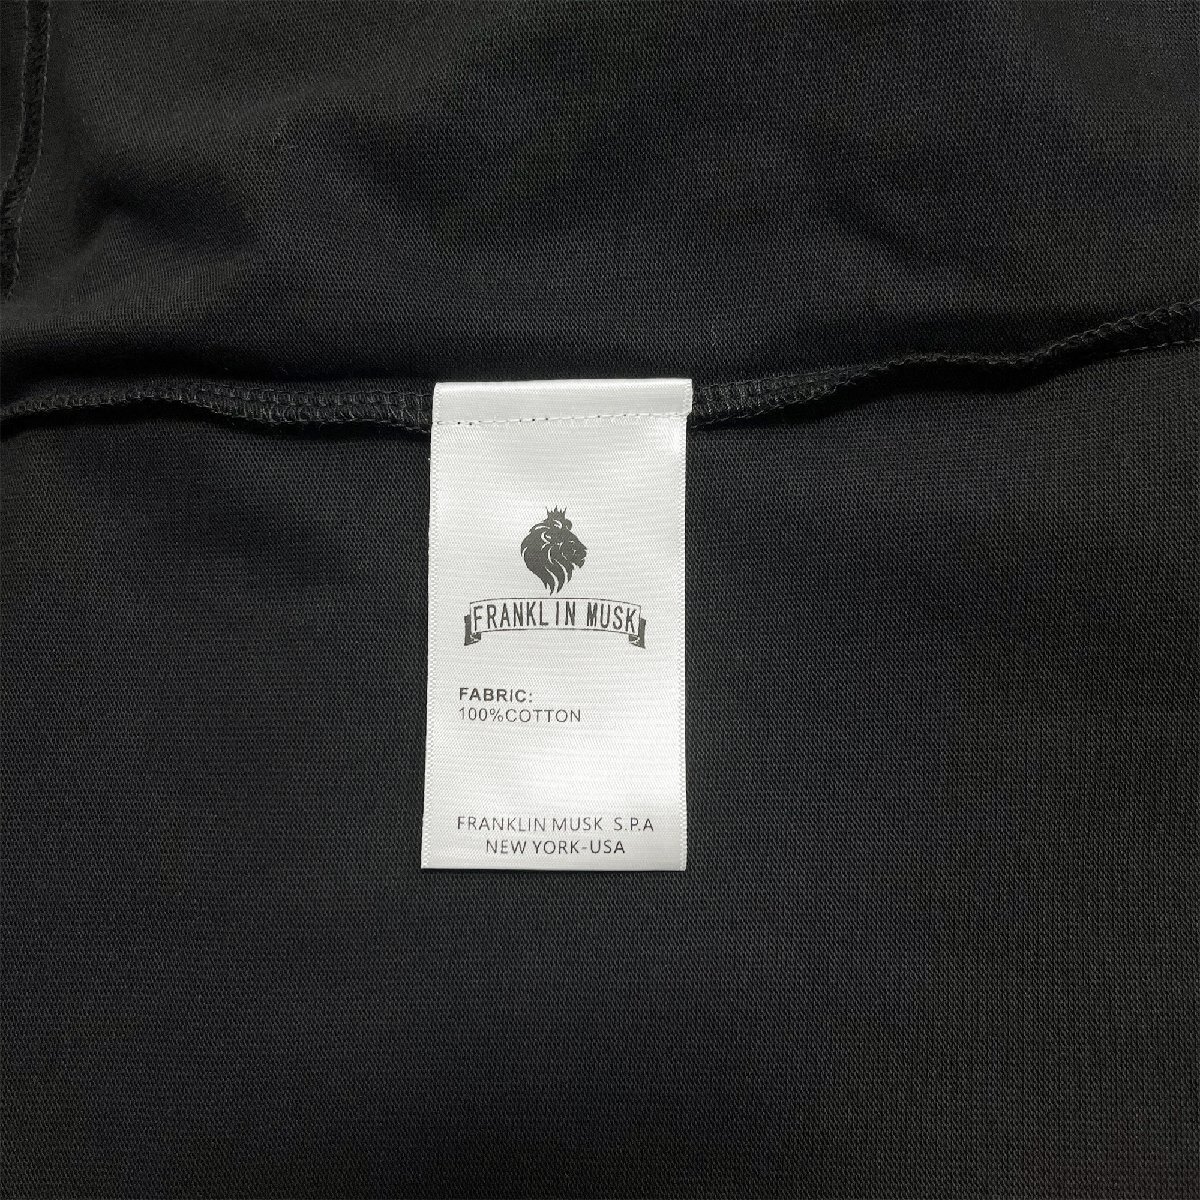 FRANKLIN MUSK
FABRIC:
100%COTTON
FRANKLIN MUSK S.P.A
NEW YORK-USA